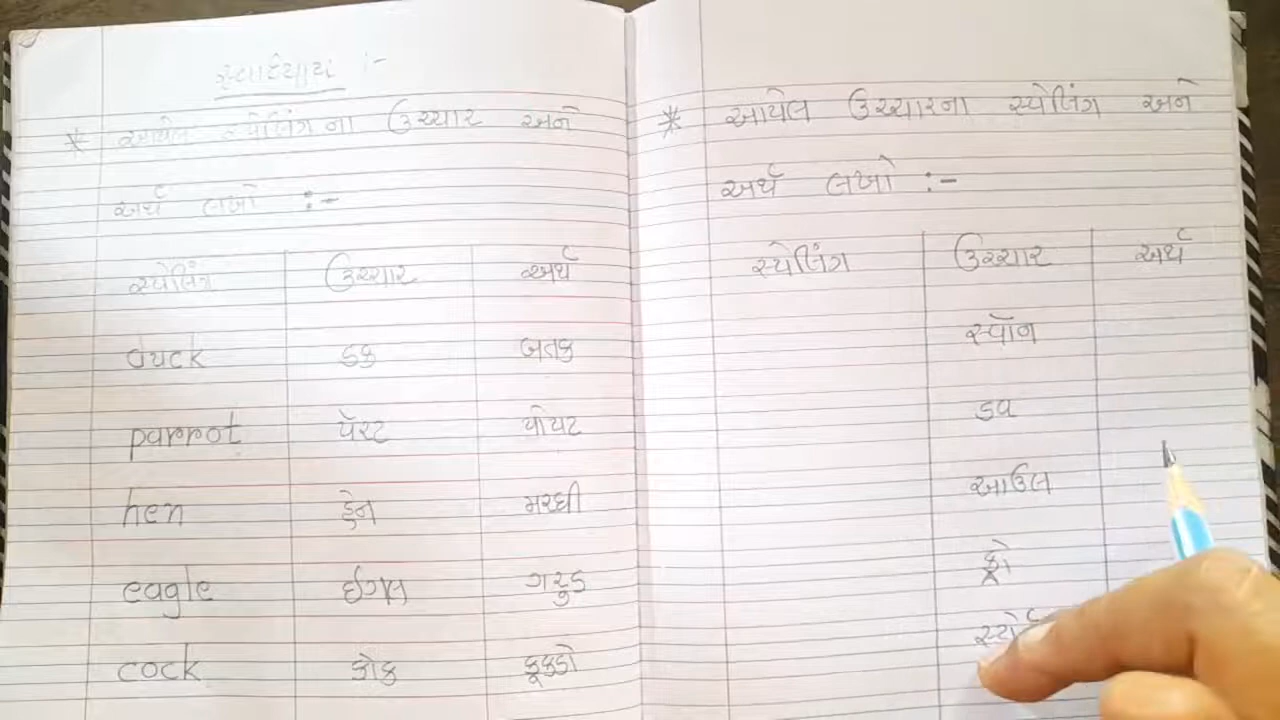 સ્વાધ્યાય :-
* આપેલ સ્પેલિંગના ઉચ્ચાર અને
અર્થ લખો :-
સ્પેલિંગ ઉચ્ચાર અર્થ
duck ડક બતક
parrot પૅરટ પોપટ
hen હેન મરઘી
eagle ઈગલ ગરુડ
cock કોક કૂકડો
* આપેલ ઉચ્ચારના સ્પેલિંગ અને
અર્થ લખો :-
સ્પેલિંગ ઉચ્ચાર અર્થ
સ્વૉન
ડવ
આઉલ
ક્રો